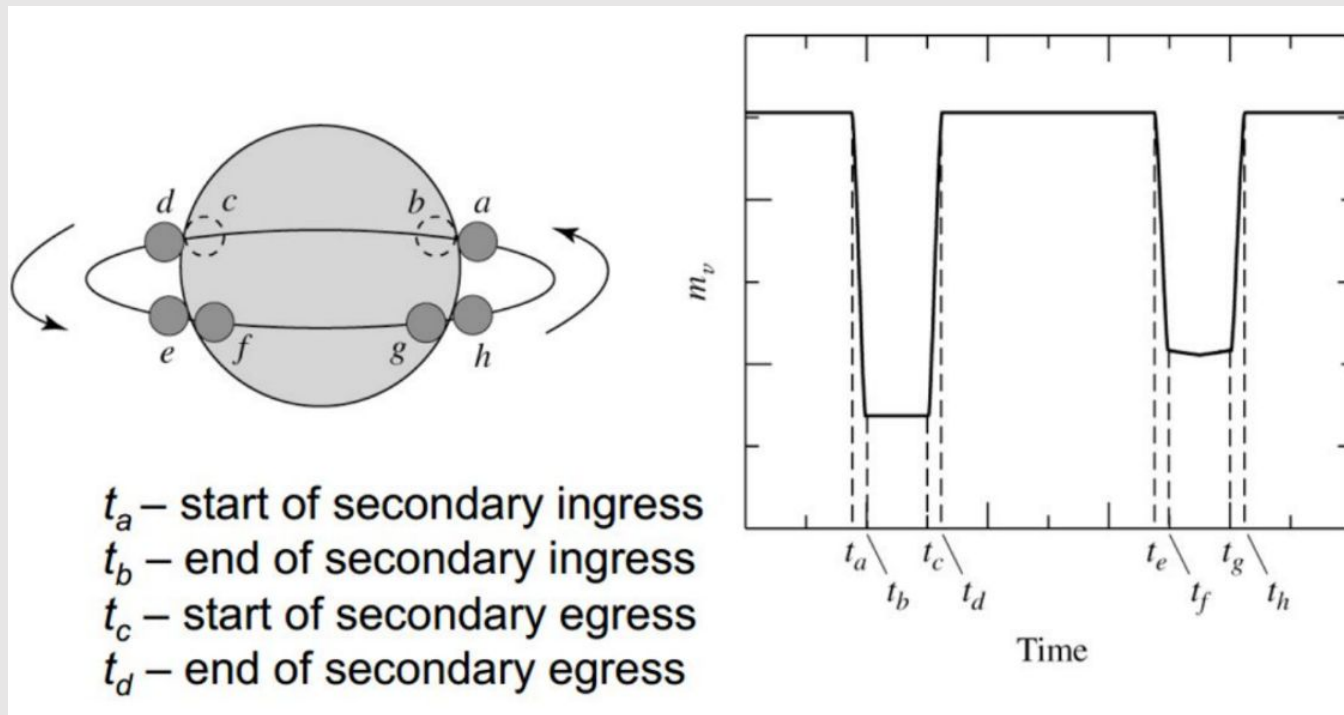 d c b a
e f g h
t_a – start of secondary ingress
t_b – end of secondary ingress
t_c – start of secondary egress
t_d – end of secondary egress
m_v
t_a t_c t_e t_g
t_b t_d t_f t_h
Time